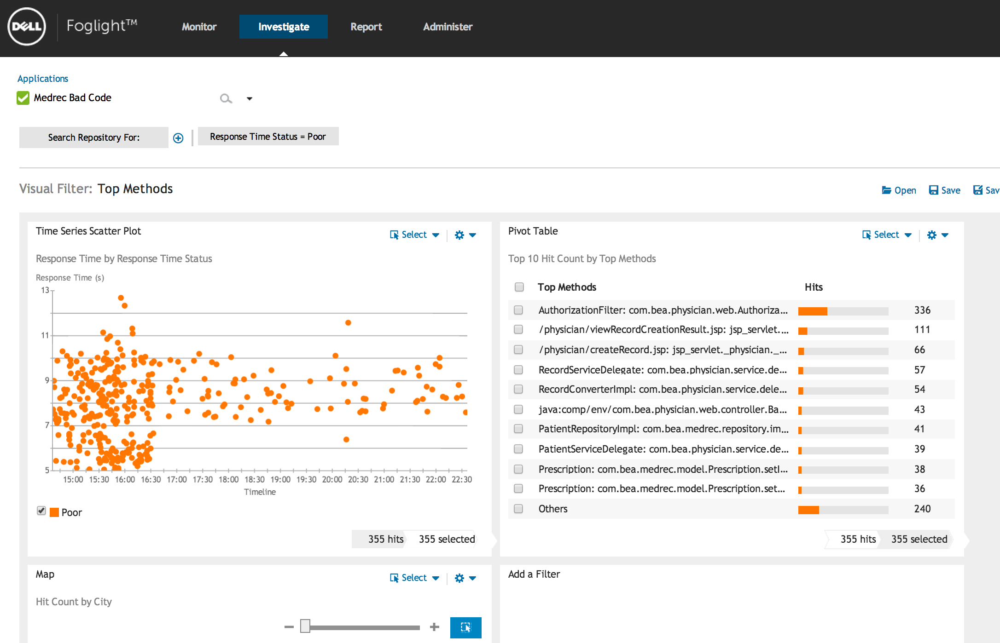 DELL Foglight™ Monitor Investigate Report Administer
Applications
Medrec Bad Code
Search Repository For: Response Time Status = Poor
Visual Filter: Top Methods Open Save Sav
Time Series Scatter Plot Select
Response Time by Response Time Status
Response Time (s)
13
11
9
7
5
15:00 15:30 16:00 16:30 17:00 17:30 18:00 18:30 19:00 19:30 20:00 20:30 21:00 21:30 22:00 22:30
Timeline
Poor
355 hits 355 selected
Pivot Table Select
Top 10 Hit Count by Top Methods
Top Methods Hits
AuthorizationFilter: com.bea.physician.web.Authoriza... 336
/physician/viewRecordCreationResult.jsp: jsp_servlet.... 111
/physician/createRecord.jsp: jsp_servlet._physician._... 66
RecordServiceDelegate: com.bea.physician.service.de... 57
RecordConverterImpl: com.bea.physician.service.dele... 54
java:comp/env/com.bea.physician.web.controller.Ba... 43
PatientRepositoryImpl: com.bea.medrec.repository.im... 41
PatientServiceDelegate: com.bea.physician.service.de... 39
Prescription: com.bea.medrec.model.Prescription.setI... 38
Prescription: com.bea.medrec.model.Prescription.set... 36
Others 240
355 hits 355 selected
Map Select
Hit Count by City
Add a Filter